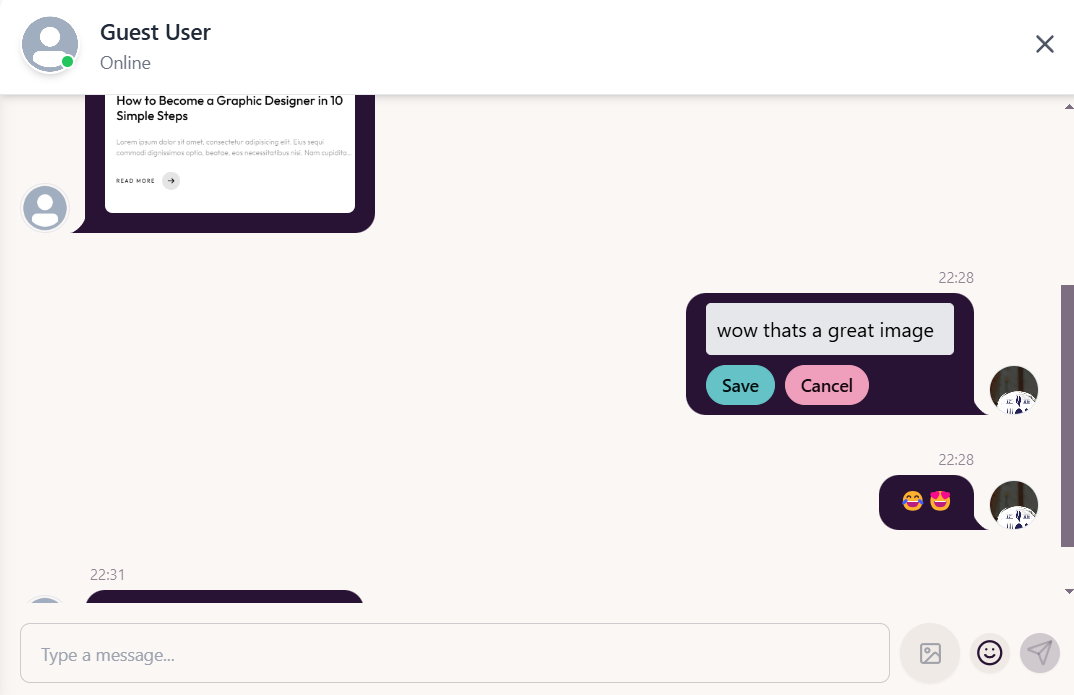 Guest User
Online
How to Become a Graphic Designer in 10
Simple Steps
Lorem ipsum dolor sit amet, consectetur adipisicing elit. Eius sequi
commodi dignissimos optio, beatae, eos necessitatibus nisi. Nam cupidita...
READ MORE
22:28
wow thats a great image
Save
Cancel
22:28
22:31
Type a message...